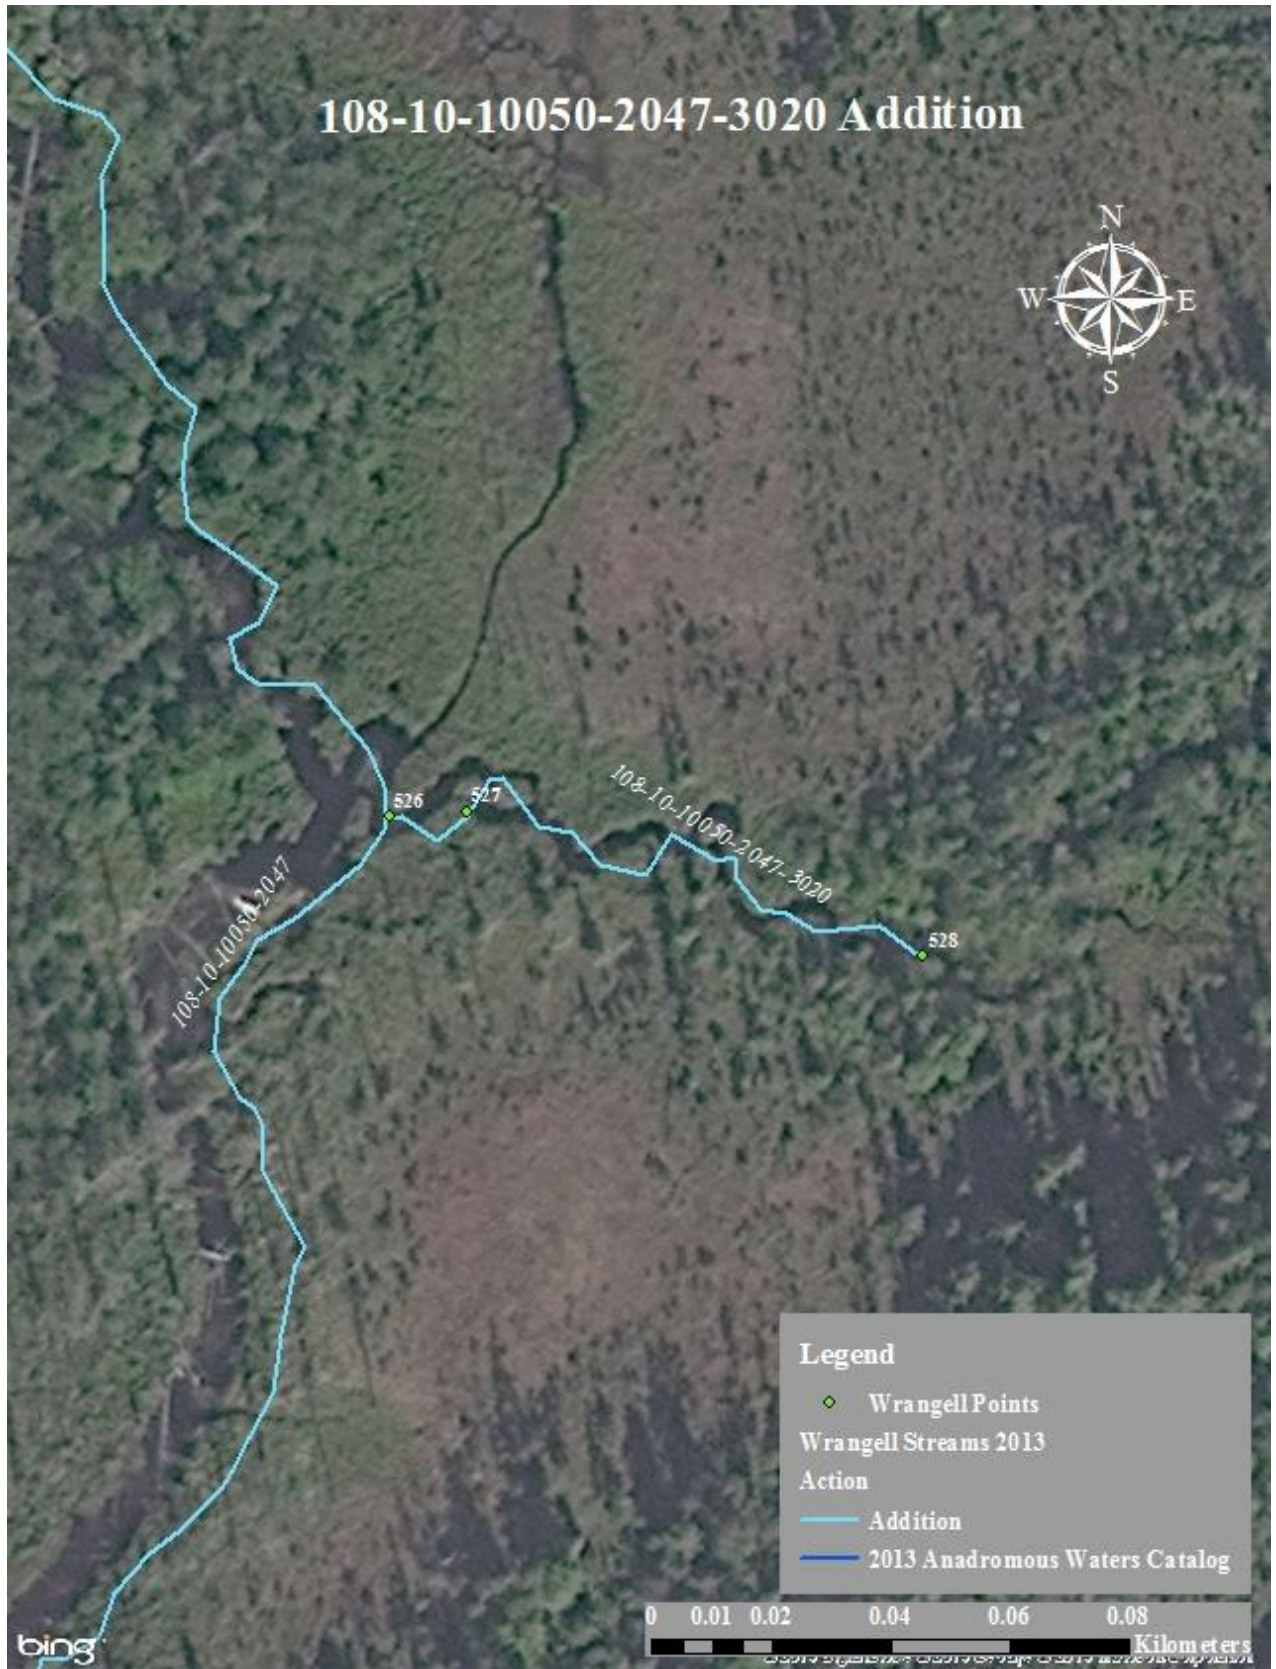 108-10-10050-2047-3020 Addition
N
W E
S
526
527
108-10-10050-2047-3020
108-10-10050-2047
528
Legend
Wrangell Points
Wrangell Streams 2013
Action
Addition
2013 Anadromous Waters Catalog
0 0.01 0.02 0.04 0.06 0.08
Kilometers
bing